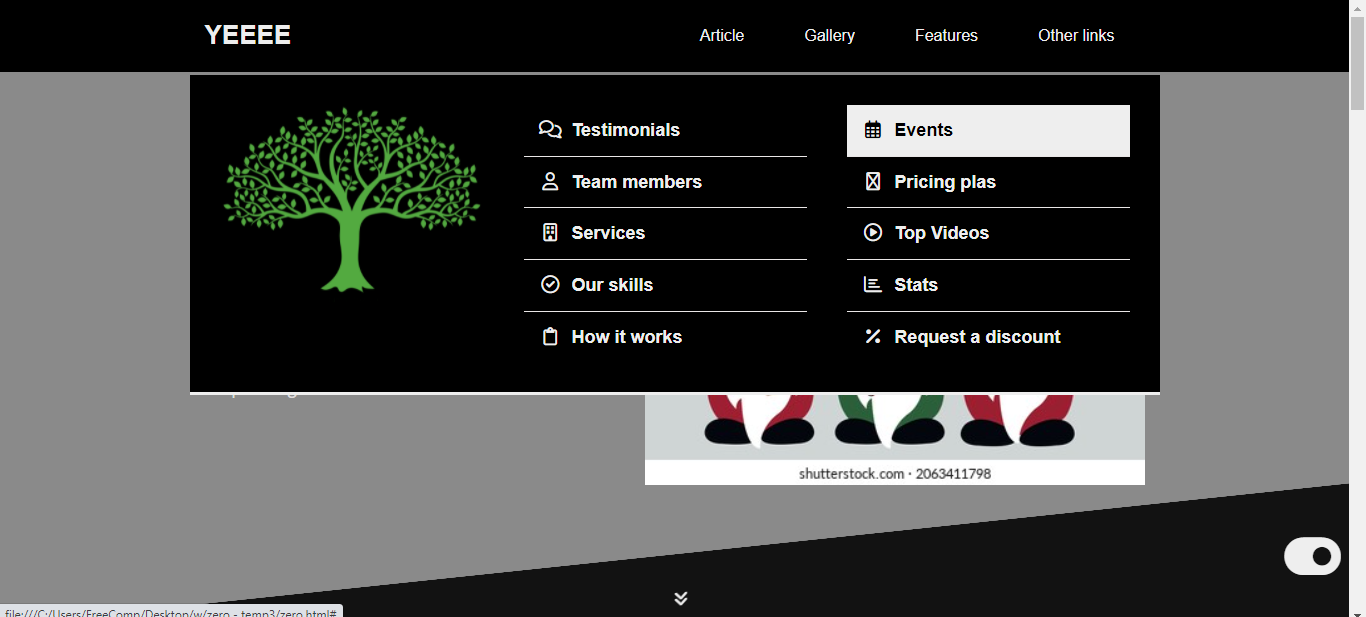 YEEEE
Article
Gallery
Features
Other links
Testimonials
Team members
Services
Our skills
How it works
Events
Pricing plas
Top Videos
Stats
Request a discount
shutterstock.com · 2063411798
file:///C:/Users/FreeComp/Desktop/w/zero - temp3/zero.html#